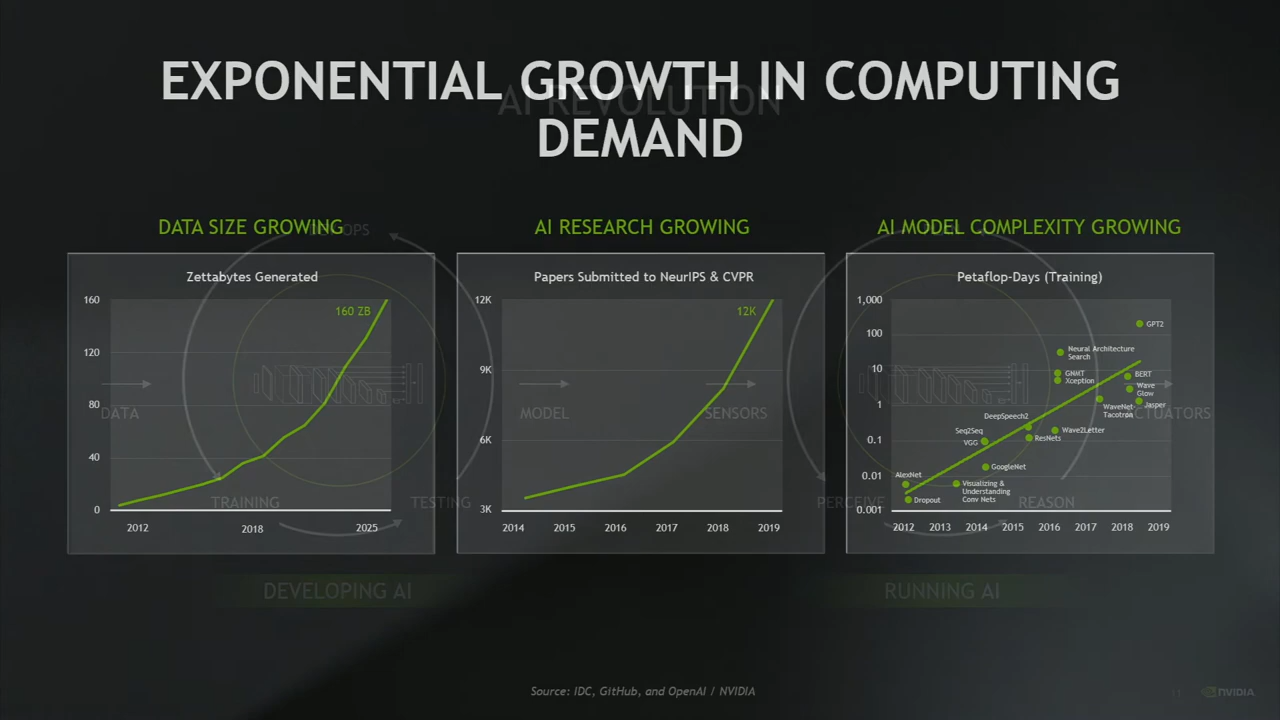 EXPONENTIAL GROWTH IN COMPUTING
DEMAND
AI REVOLUTION
DATA SIZE GROWING
AI RESEARCH GROWING
AI MODEL COMPLEXITY GROWING
Zettabytes Generated
160
120
80
40
0
160 ZB
2012
2018
2025
Papers Submitted to NeurIPS & CVPR
12K
9K
6K
3K
12K
2014
2015
2016
2017
2018
2019
Petaflop-Days (Training)
1,000
100
10
1
0.1
0.01
0.001
GPT2
Neural Architecture
Search
GNMT
Xception
BERT
Wave
Glow
Jasper
WaveNet
Tacotron
DeepSpeech2
Seq2Seq
VGG
ResNets
Wave2Letter
GoogleNet
AlexNet
Visualizing &
Understanding
Conv Nets
Dropout
2012
2013
2014
2015
2016
2017
2018
2019
DATA
MODEL
SENSORS
TRAINING
TESTING
PERCEIVE
REASON
DEVELOPING AI
RUNNING AI
Source: IDC, GitHub, and OpenAI / NVIDIA
11
NVIDIA